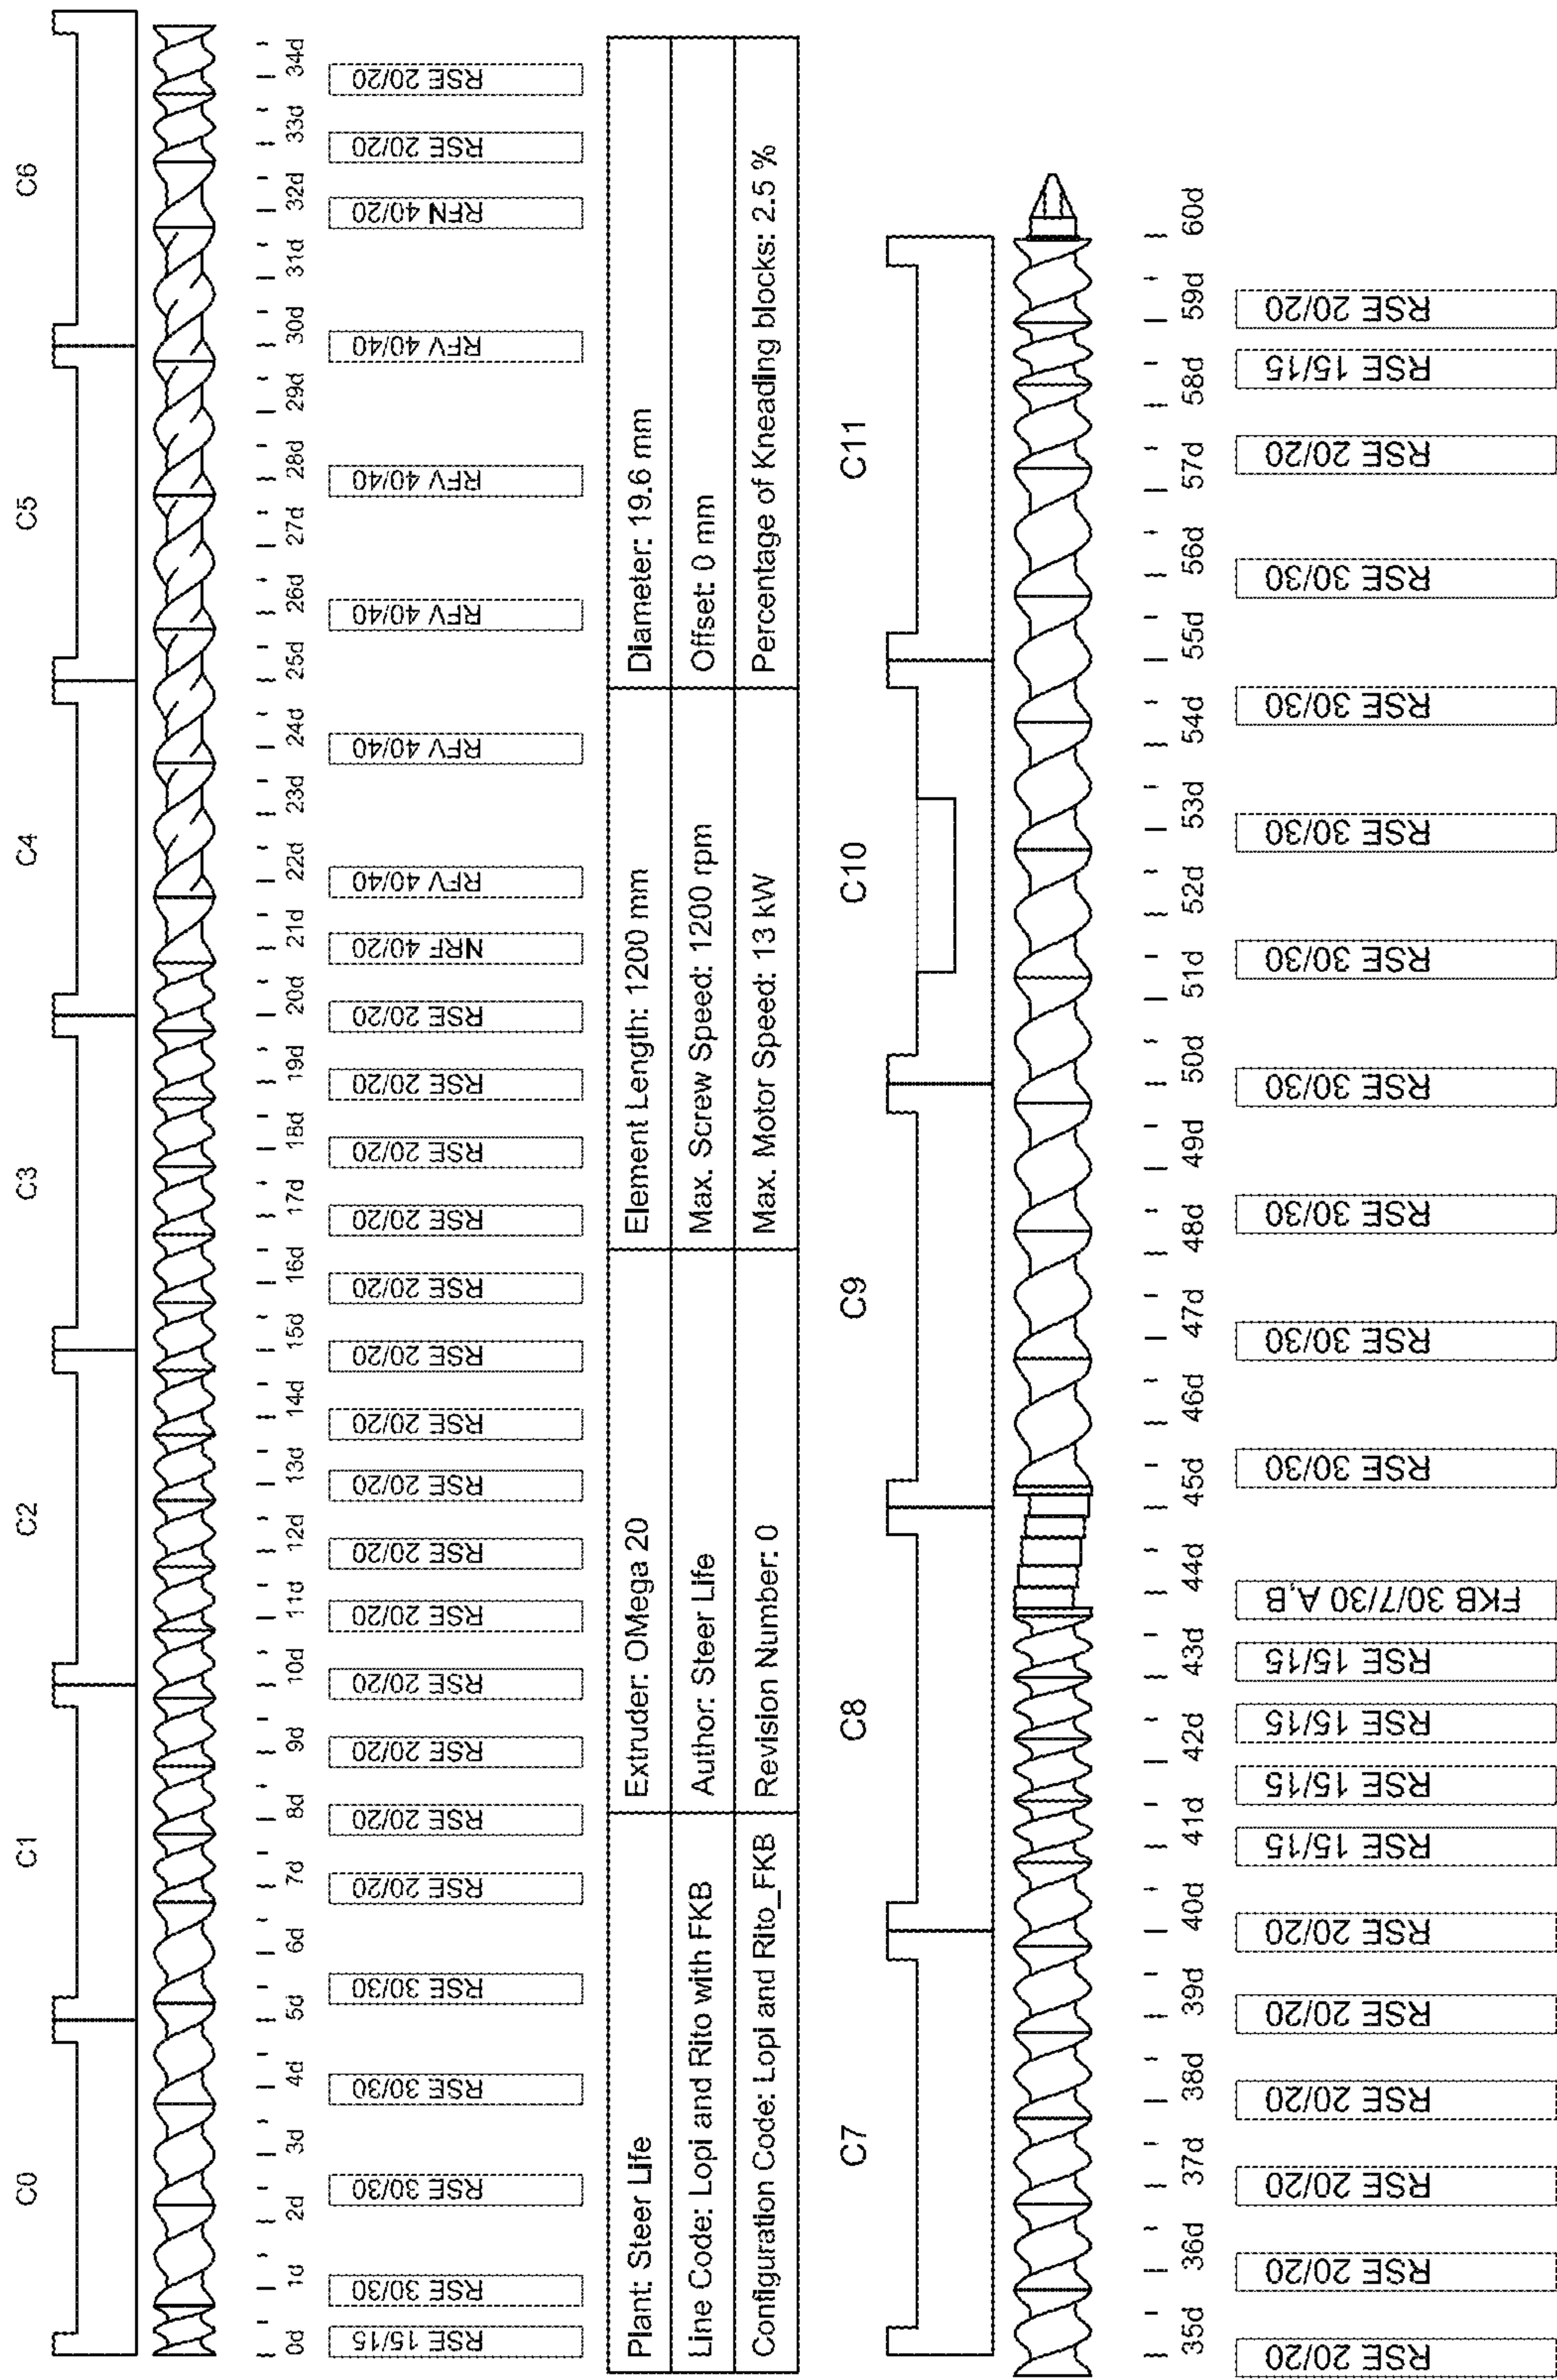 C0 C1 C2 C3 C4 C5 C6
0d 1d 2d 3d 4d 5d 6d 7d 8d 9d 10d 11d 12d 13d 14d 15d 16d 17d 18d 19d 20d 21d 22d 23d 24d 25d 26d 27d 28d 29d 30d 31d 32d 33d 34d
RSE 15/15
RSE 30/30
RSE 30/30
RSE 30/30
RSE 30/30
RSE 20/20
RSE 20/20
RSE 20/20
RSE 20/20
RSE 20/20
RSE 20/20
RSE 20/20
RSE 20/20
RSE 20/20
RSE 20/20
RSE 20/20
RSE 20/20
RSE 20/20
RSE 20/20
NRF 40/20
RFV 40/40
RFV 40/40
RFV 40/40
RFV 40/40
RFV 40/40
RFN 40/20
RSE 20/20
RSE 20/20
Plant: Steer Life Extruder: OMega 20 Element Length: 1200 mm Diameter: 19.6 mm
Line Code: Lopi and Rito with FKB Author: Steer Life Max. Screw Speed: 1200 rpm Offset: 0 mm
Configuration Code: Lopi and Rito_FKB Revision Number: 0 Max. Motor Speed: 13 kW Percentage of Kneading blocks: 2.5 %
C7 C8 C9 C10 C11
35d 36d 37d 38d 39d 40d 41d 42d 43d 44d 45d 46d 47d 48d 49d 50d 51d 52d 53d 54d 55d 56d 57d 58d 59d 60d
RSE 20/20
RSE 20/20
RSE 20/20
RSE 20/20
RSE 20/20
RSE 20/20
RSE 15/15
RSE 15/15
RSE 15/15
RSE 15/15
FKB 30/7/30 A,B
RSE 30/30
RSE 30/30
RSE 30/30
RSE 30/30
RSE 30/30
RSE 30/30
RSE 30/30
RSE 30/30
RSE 20/20
RSE 15/15
RSE 20/20